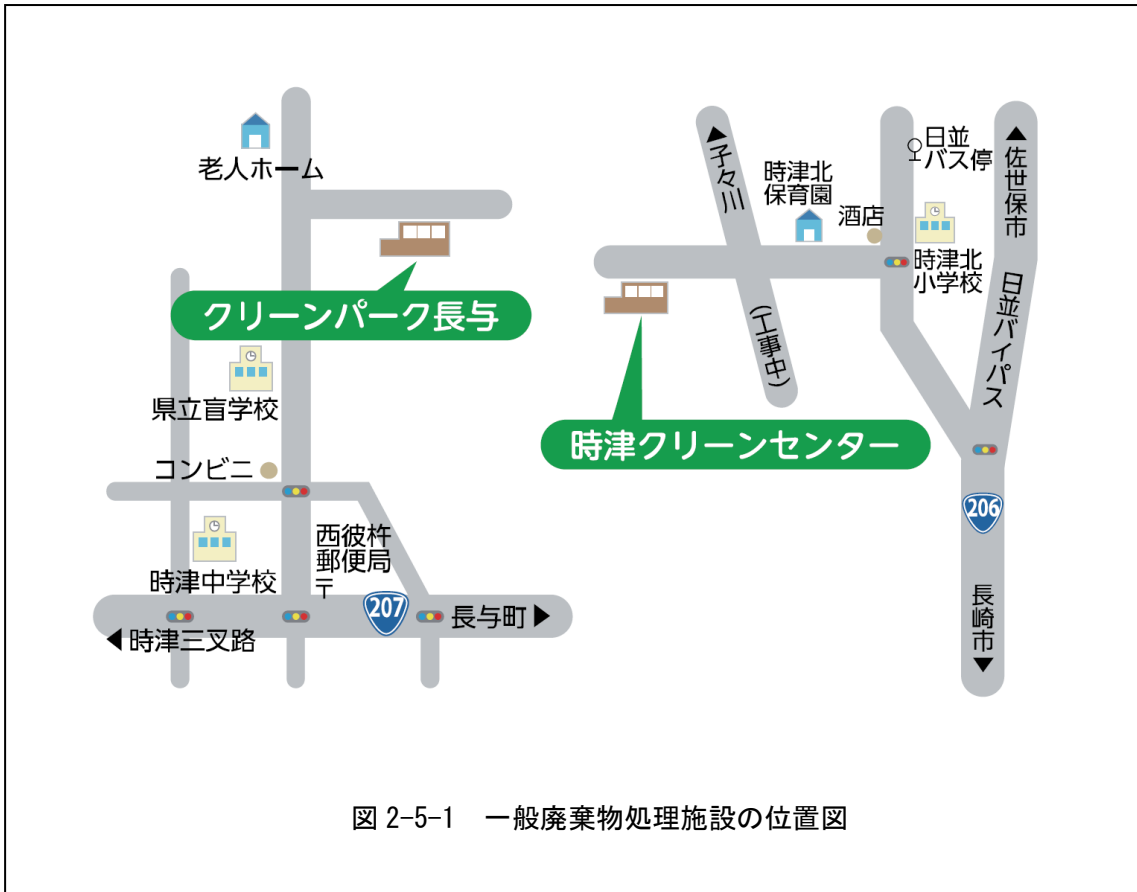 老人ホーム
クリーンパーク長与
県立盲学校
コンビニ
時津中学校
西彼杵
郵便局
〒
207
長与町▶
◀時津三叉路
▲子々川
(工事中)
時津北
保育園
酒店
日並
バス停
時津北
小学校
▲佐世保市
日並バイパス
時津クリーンセンター
206
長崎市▼
図 2-5-1 一般廃棄物処理施設の位置図